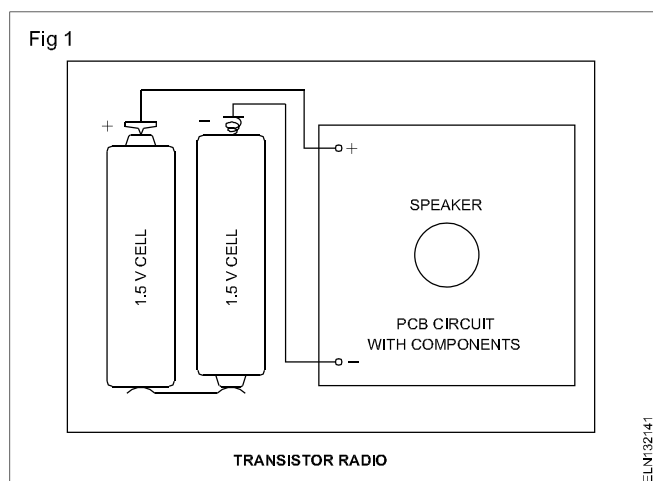 Fig 1
+
−
1.5 V CELL
1.5 V CELL
+
SPEAKER
PCB CIRCUIT
WITH COMPONENTS
−
TRANSISTOR RADIO
ELN132141